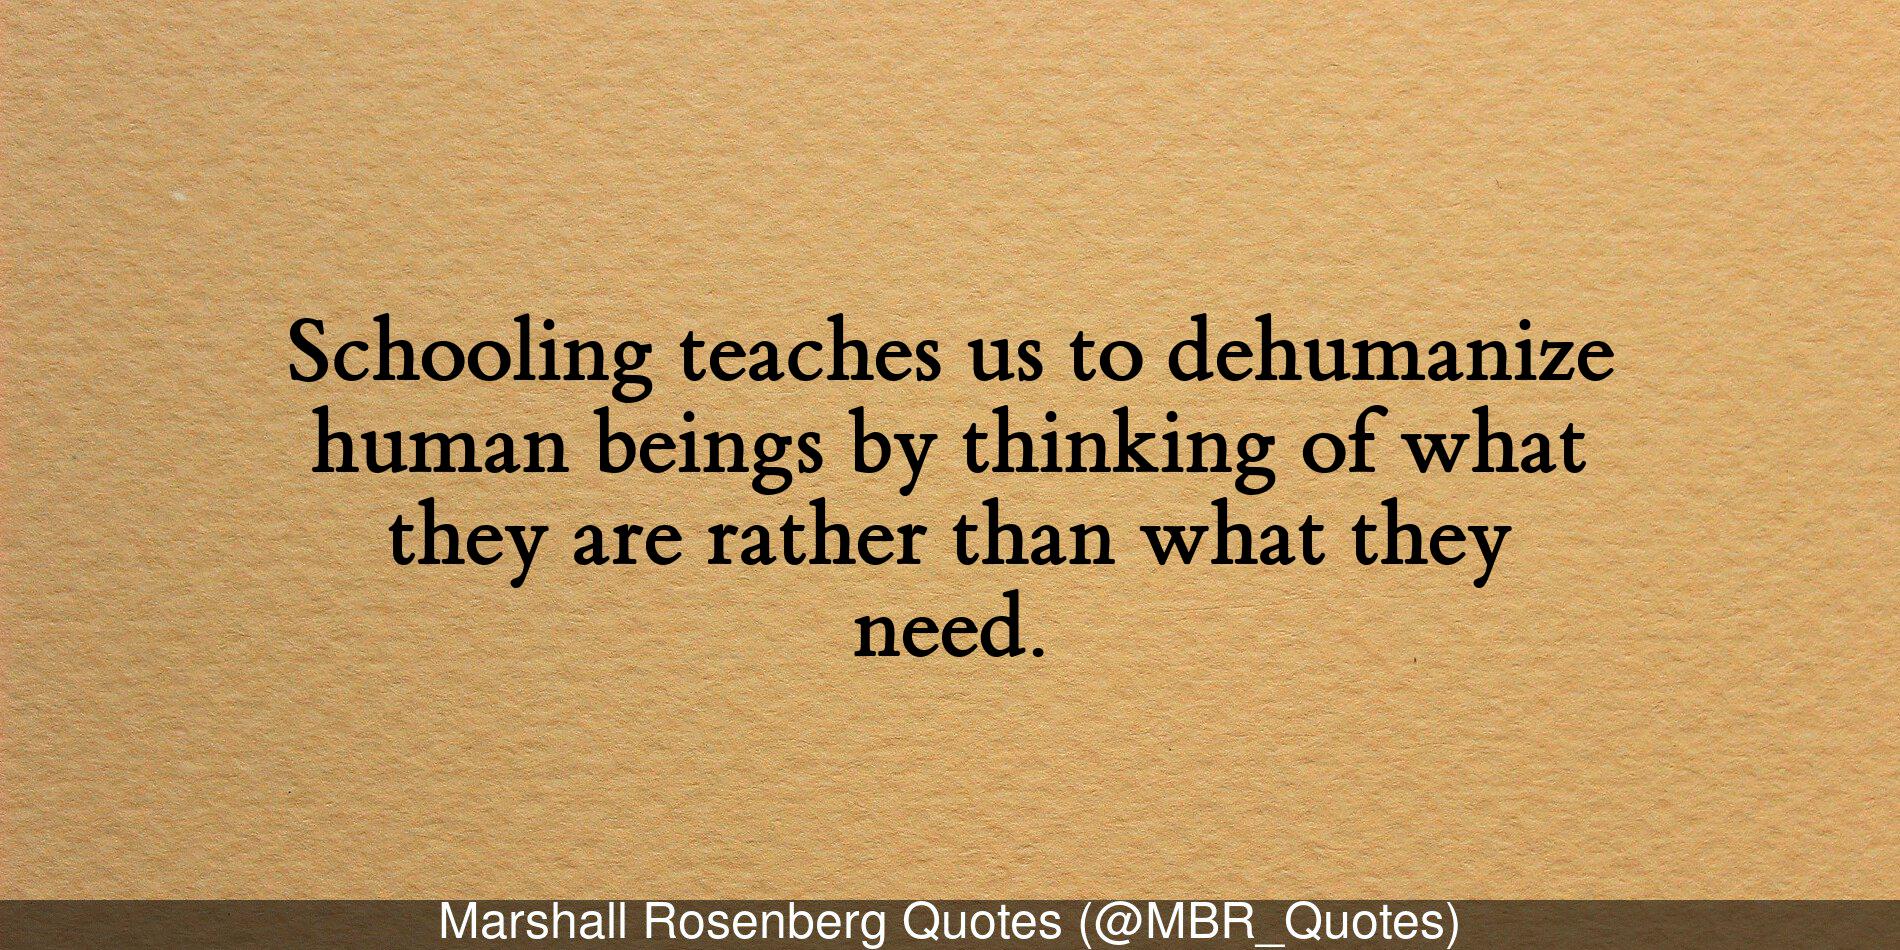 Schooling teaches us to dehumanize
human beings by thinking of what
they are rather than what they
need.
Marshall Rosenberg Quotes (@MBR_Quotes)